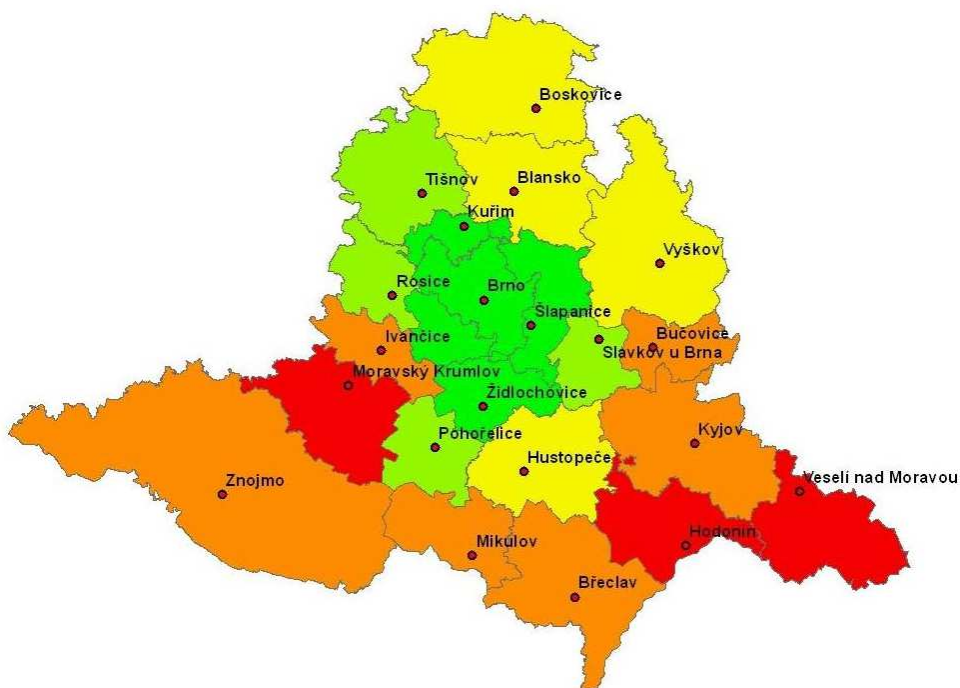 Boskovice
Tišnov
Blansko
Kuřim
Vyškov
Rosice
Brno
Šlapanice
Ivančice
Bučovice
Slavkov u Brna
Moravský Krumlov
Židlochovice
Pohořelice
Kyjov
Hustopeče
Znojmo
Veselí nad Moravou
Hodonín
Mikulov
Břeclav